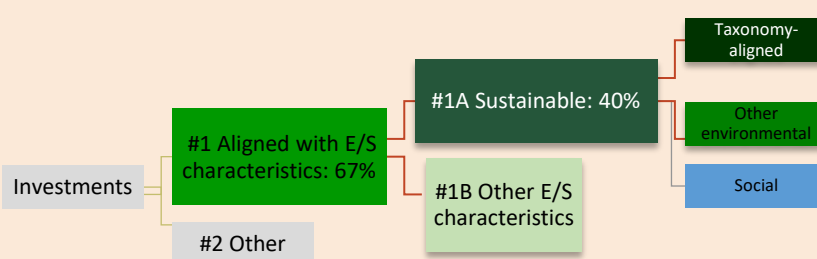 Taxonomy-
aligned
#1A Sustainable: 40%
Other
environmental
#1 Aligned with E/S
characteristics: 67%
Investments
#1B Other E/S
characteristics
Social
#2 Other